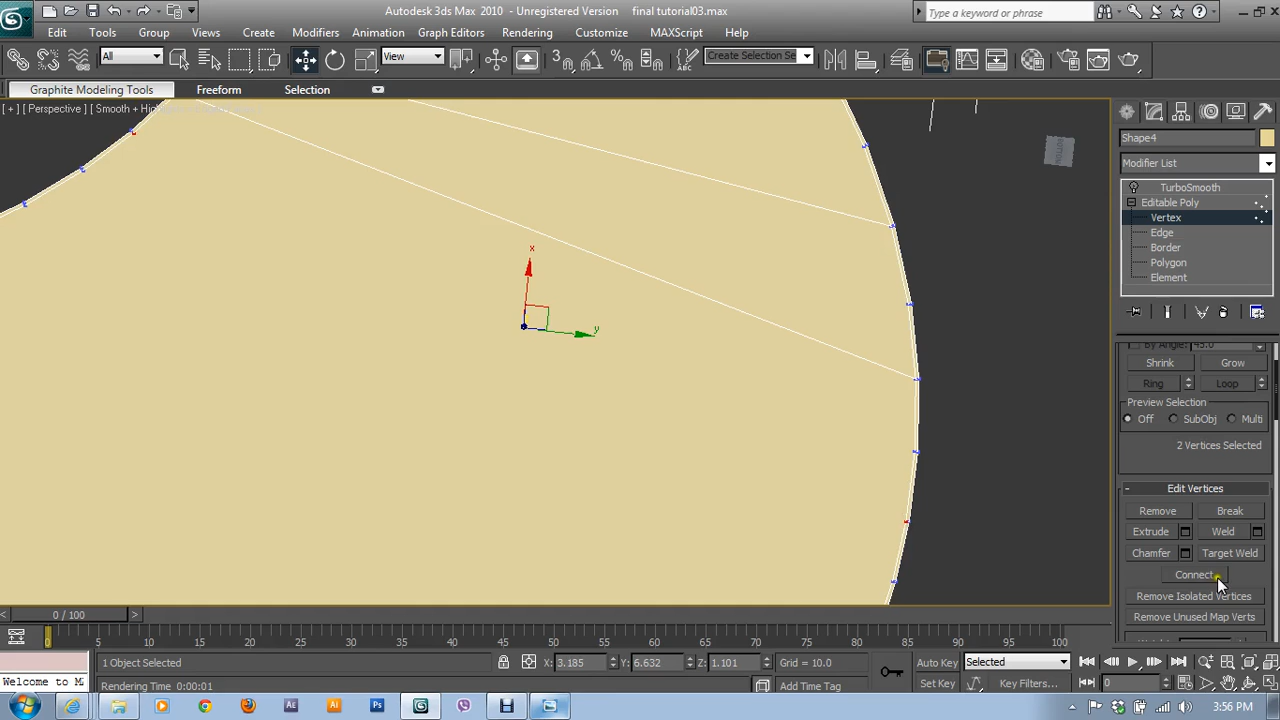 Autodesk 3ds Max 2010 - Unregistered Version final tutorial03.max
Type a keyword or phrase
Edit Tools Group Views Create Modifiers Animation Graph Editors Rendering Customize MAXScript Help
All View Create Selection Se
Graphite Modeling Tools Freeform Selection
[ + ] [ Perspective ] [ Smooth + Hig
x
y
Shape4
Modifier List
TurboSmooth
Editable Poly
Vertex
Edge
Border
Polygon
Element
By Angle: 45.0
Shrink Grow
Ring Loop
Preview Selection
Off SubObj Multi
2 Vertices Selected
- Edit Vertices
Remove Break
Extrude Weld
Chamfer Target Weld
Connect
Remove Isolated Vertices
Remove Unused Map Verts
< 0 / 100 >
0 5 10 15 20 25 30 35 40 45 50 55 60 65 70 75 80 85 90 95 100
1 Object Selected X: 3.185 Y: 6.632 Z: 1.101 Grid = 10.0 Auto Key Selected
Welcome to M Rendering Time 0:00:01 Add Time Tag Set Key Key Filters... 0
3:56 PM